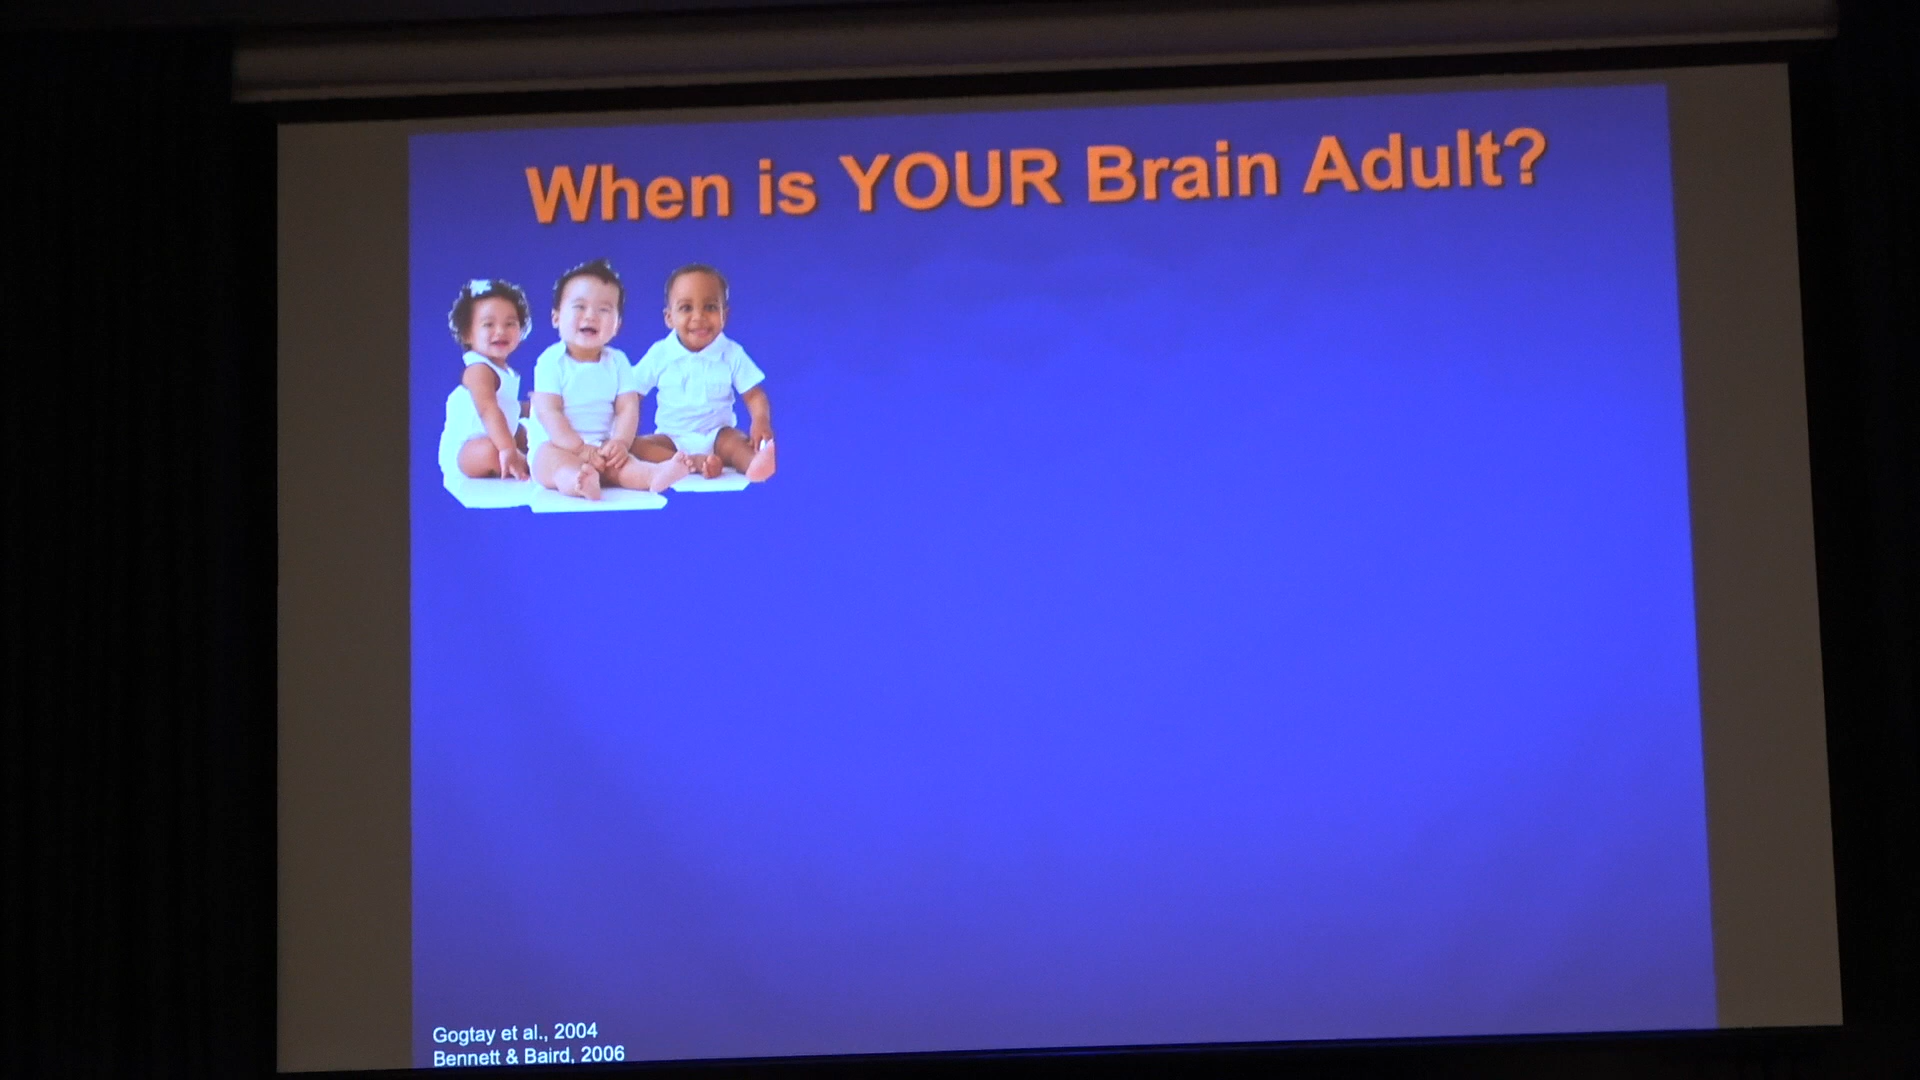 When is YOUR Brain Adult?
Gogtay et al., 2004
Bennett & Baird, 2006